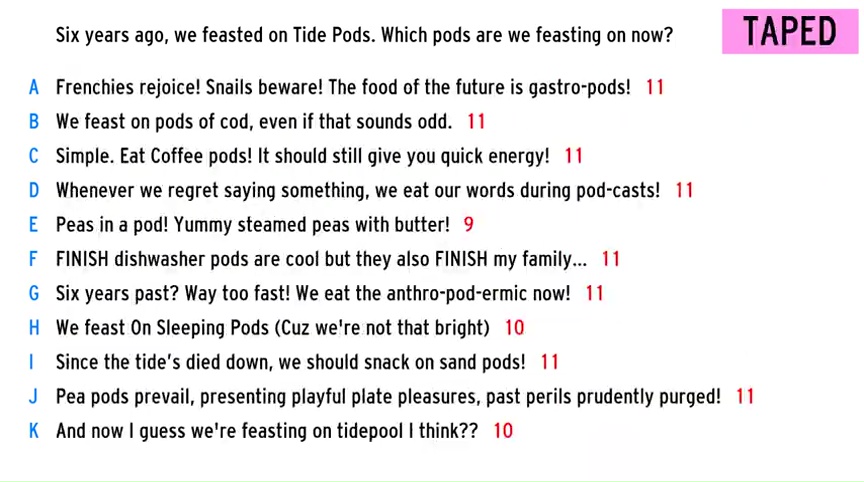 Six years ago, we feasted on Tide Pods. Which pods are we feasting on now?
TAPED
A Frenchies rejoice! Snails beware! The food of the future is gastro-pods! 11
B We feast on pods of cod, even if that sounds odd. 11
C Simple. Eat Coffee pods! It should still give you quick energy! 11
D Whenever we regret saying something, we eat our words during pod-casts! 11
E Peas in a pod! Yummy steamed peas with butter! 9
F FINISH dishwasher pods are cool but they also FINISH my family... 11
G Six years past? Way too fast! We eat the anthro-pod-ermic now! 11
H We feast On Sleeping Pods (Cuz we're not that bright) 10
I Since the tide's died down, we should snack on sand pods! 11
J Pea pods prevail, presenting playful plate pleasures, past perils prudently purged! 11
K And now I guess we're feasting on tidepool I think?? 10